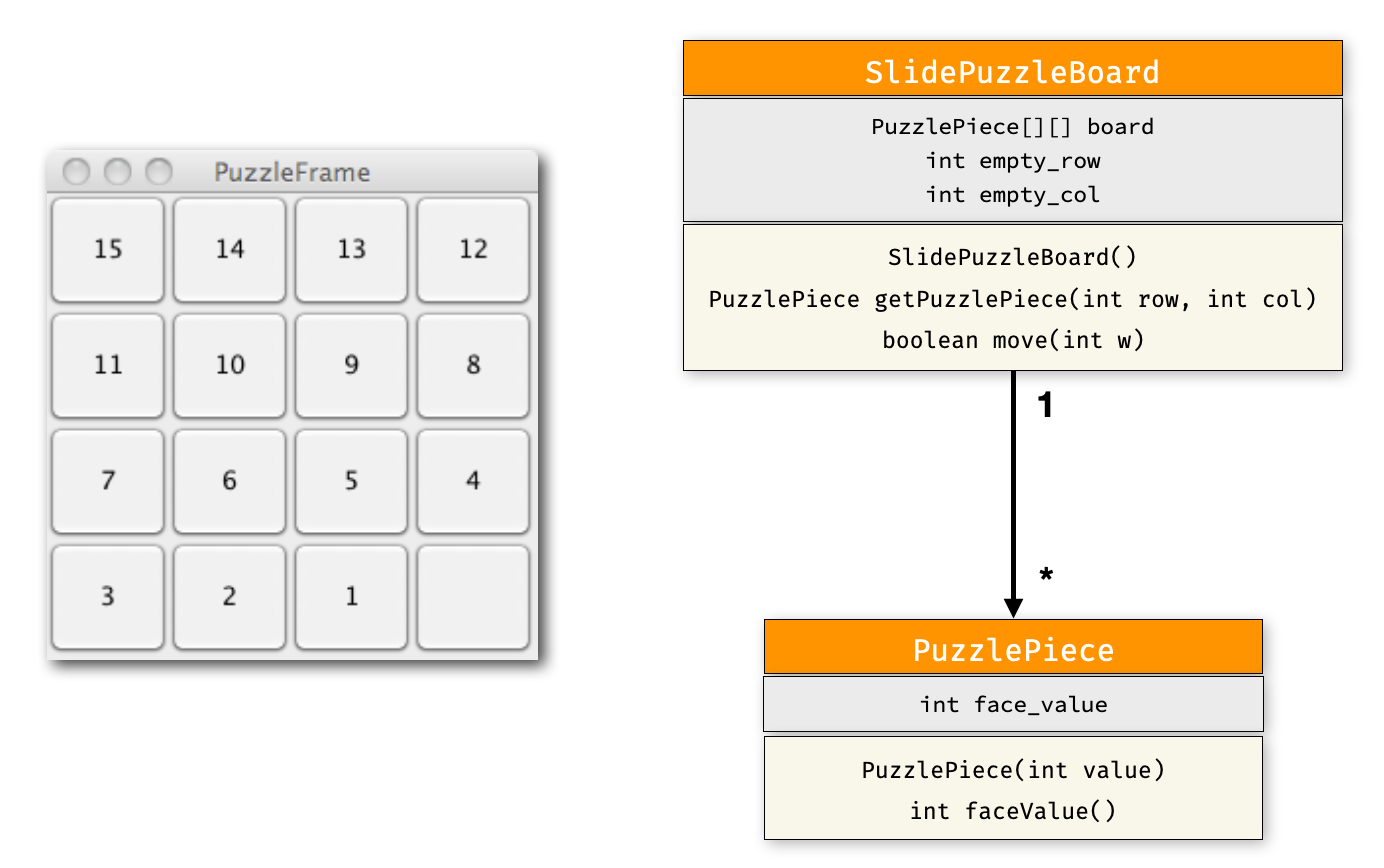 PuzzleFrame
15 14 13 12
11 10 9 8
7 6 5 4
3 2 1
SlidePuzzleBoard
PuzzlePiece[][] board
int empty_row
int empty_col
SlidePuzzleBoard()
PuzzlePiece getPuzzlePiece(int row, int col)
boolean move(int w)
1
*
PuzzlePiece
int face_value
PuzzlePiece(int value)
int faceValue()